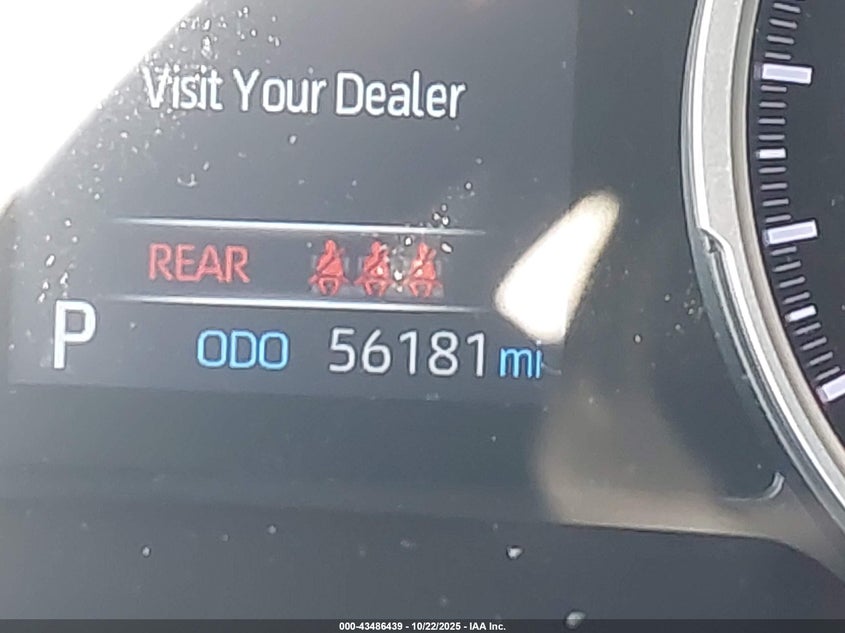 Visit Your Dealer
REAR
P ODO 56181 mi
000-43486439 - 10/22/2025 - IAA Inc.